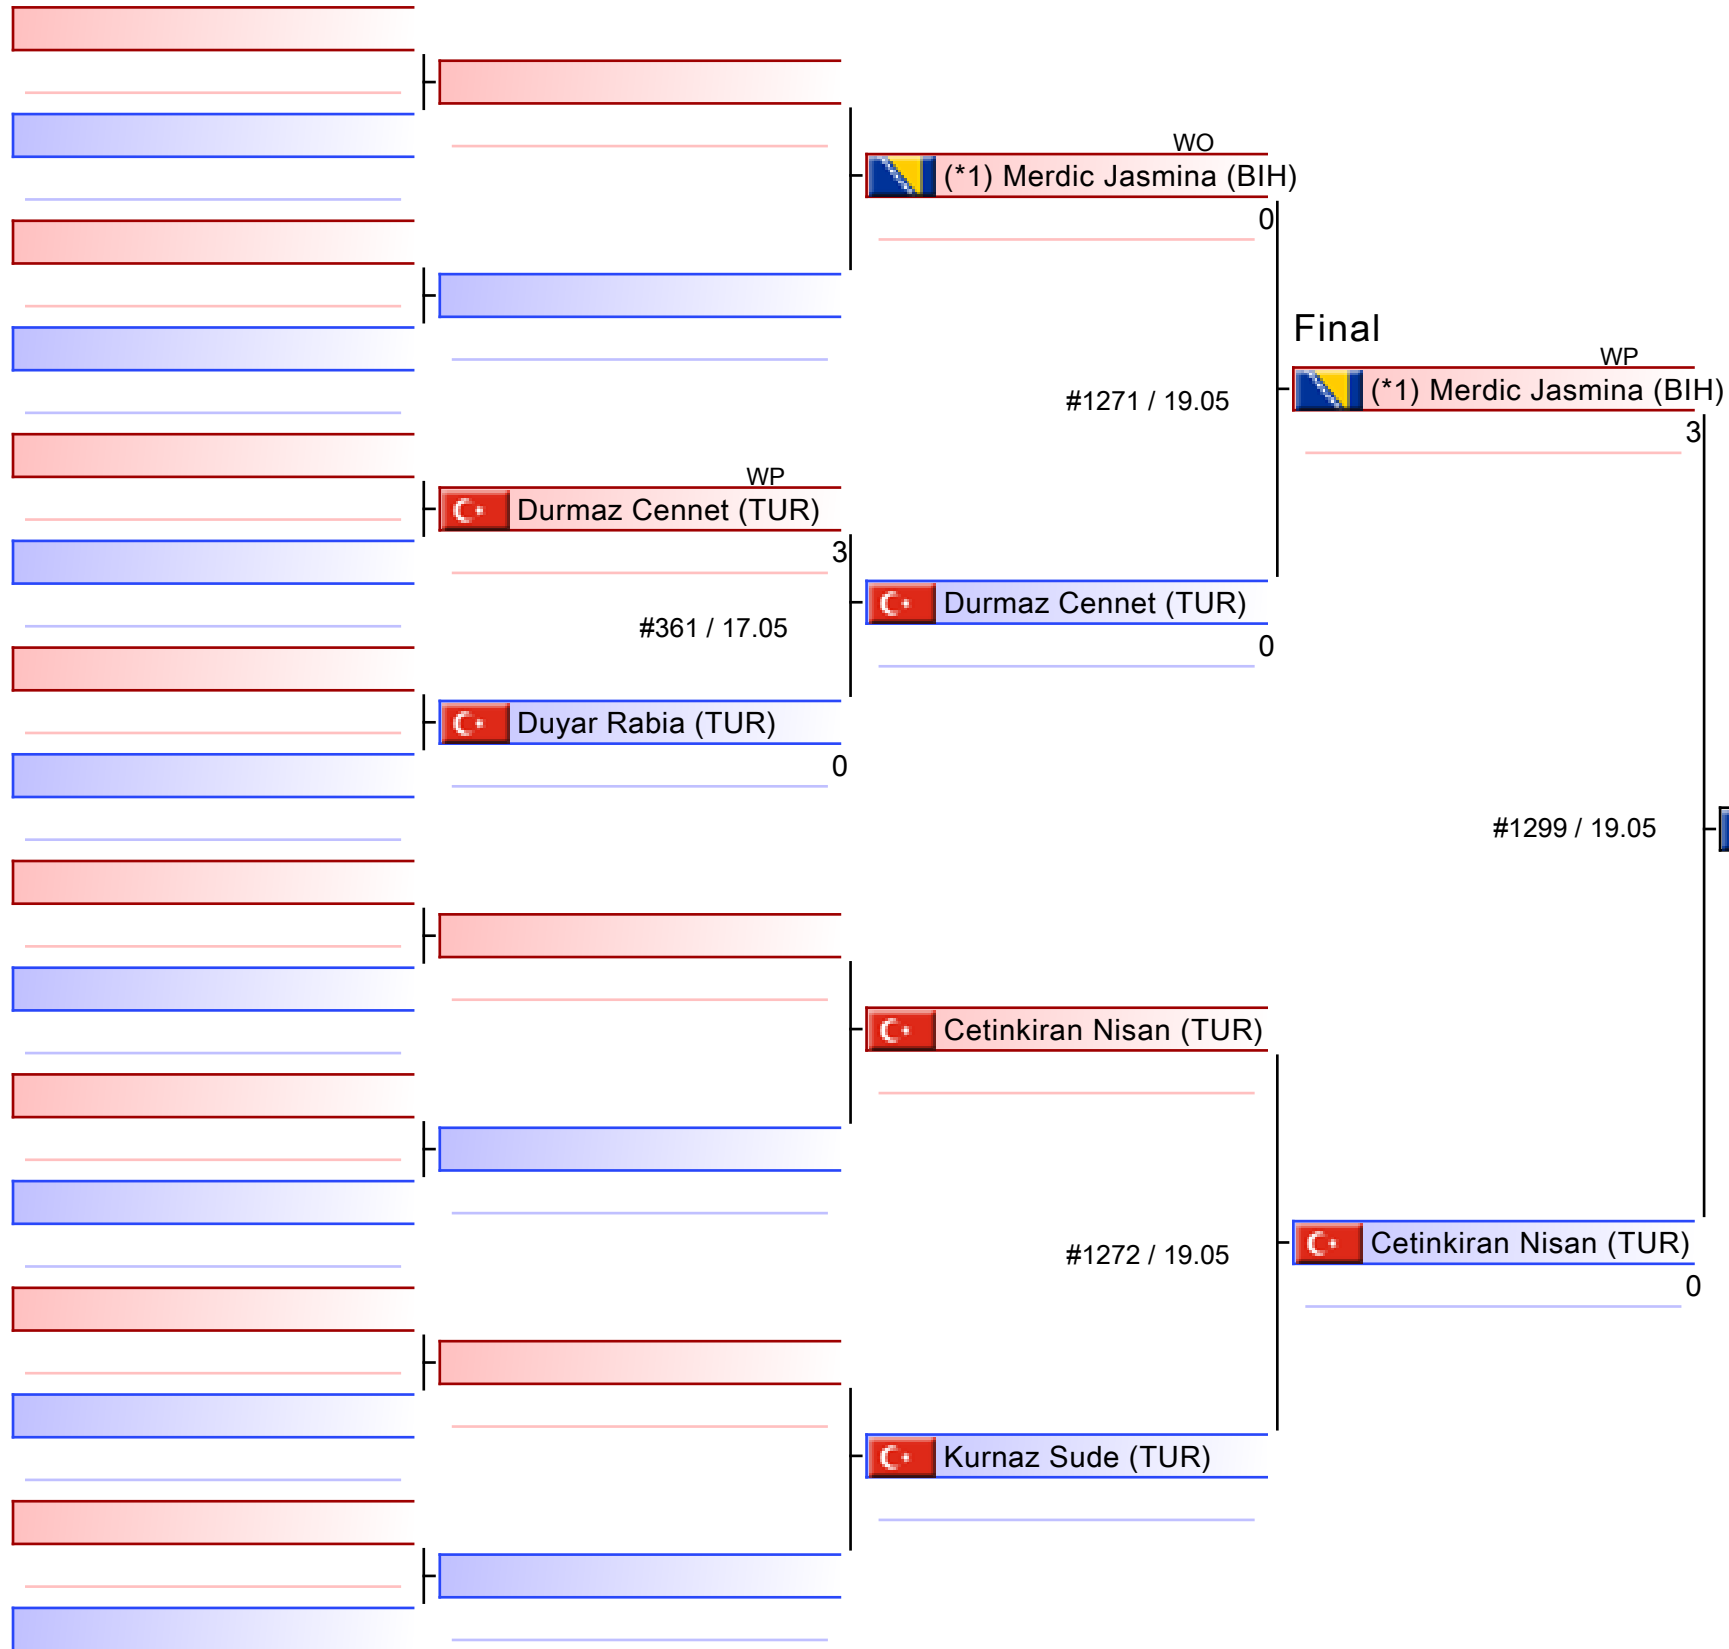 WO
(*1) Merdic Jasmina (BIH)
0
Final
WP
(*1) Merdic Jasmina (BIH)
3
#1271 / 19.05
WP
Durmaz Cennet (TUR)
3
Durmaz Cennet (TUR)
0
#361 / 17.05
Duyar Rabia (TUR)
0
#1299 / 19.05
Cetinkiran Nisan (TUR)
#1272 / 19.05
Cetinkiran Nisan (TUR)
0
Kurnaz Sude (TUR)